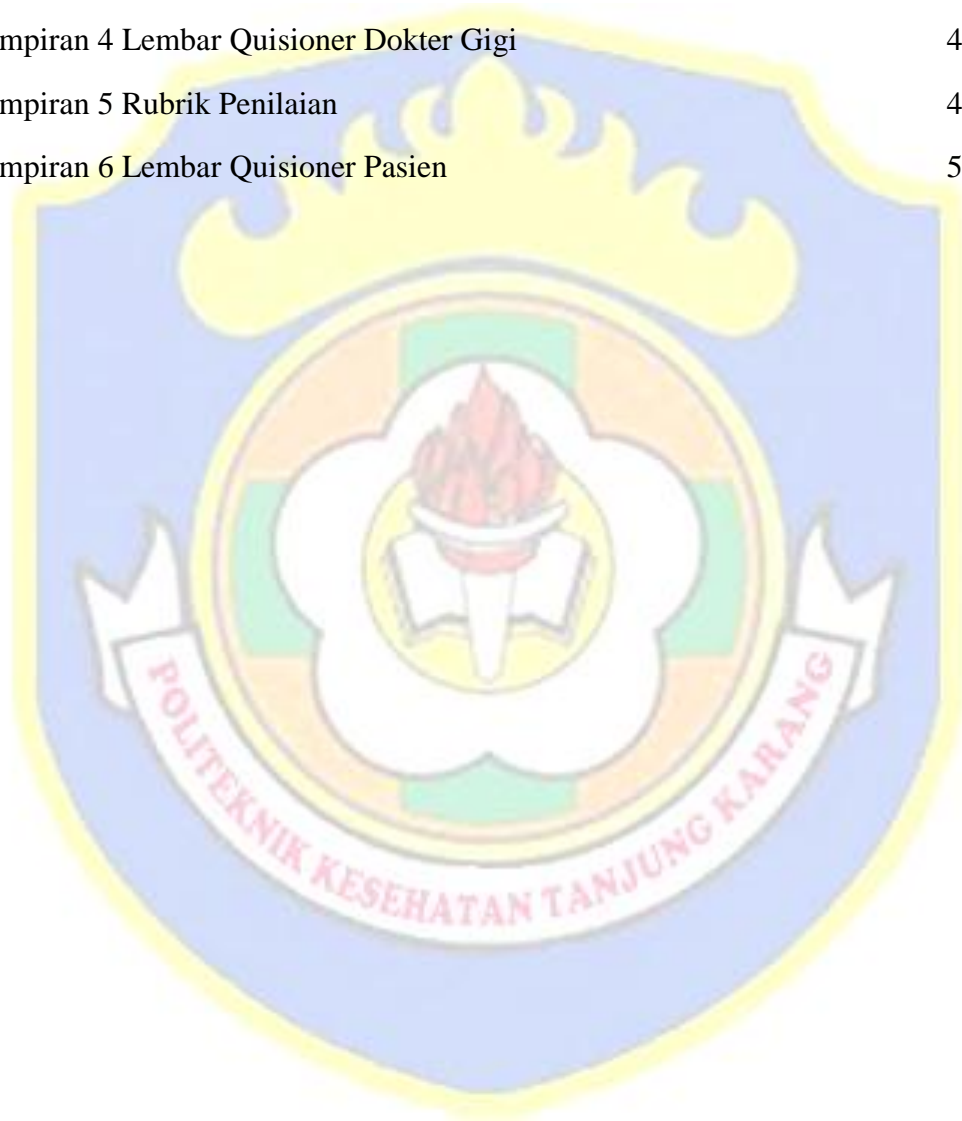 mpiran 4 Lembar Quisioner Dokter Gigi 4
mpiran 5 Rubrik Penilaian 4
mpiran 6 Lembar Quisioner Pasien 5
POLITEKNIK KESEHATAN TANJUNG KARANG